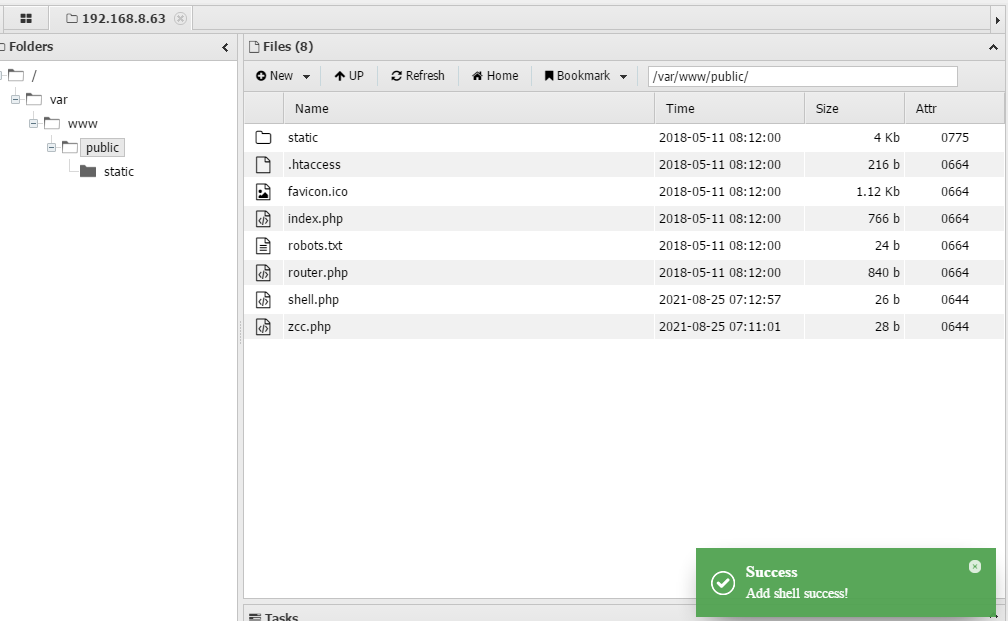 192.168.8.63
Folders
Files (8)
New UP Refresh Home Bookmark /var/www/public/
/
var
www
public
static
Name Time Size Attr
static 2018-05-11 08:12:00 4 Kb 0775
.htaccess 2018-05-11 08:12:00 216 b 0664
favicon.ico 2018-05-11 08:12:00 1.12 Kb 0664
index.php 2018-05-11 08:12:00 766 b 0664
robots.txt 2018-05-11 08:12:00 24 b 0664
router.php 2018-05-11 08:12:00 840 b 0664
shell.php 2021-08-25 07:12:57 26 b 0644
zcc.php 2021-08-25 07:11:01 28 b 0644
Success
Add shell success!
Tasks